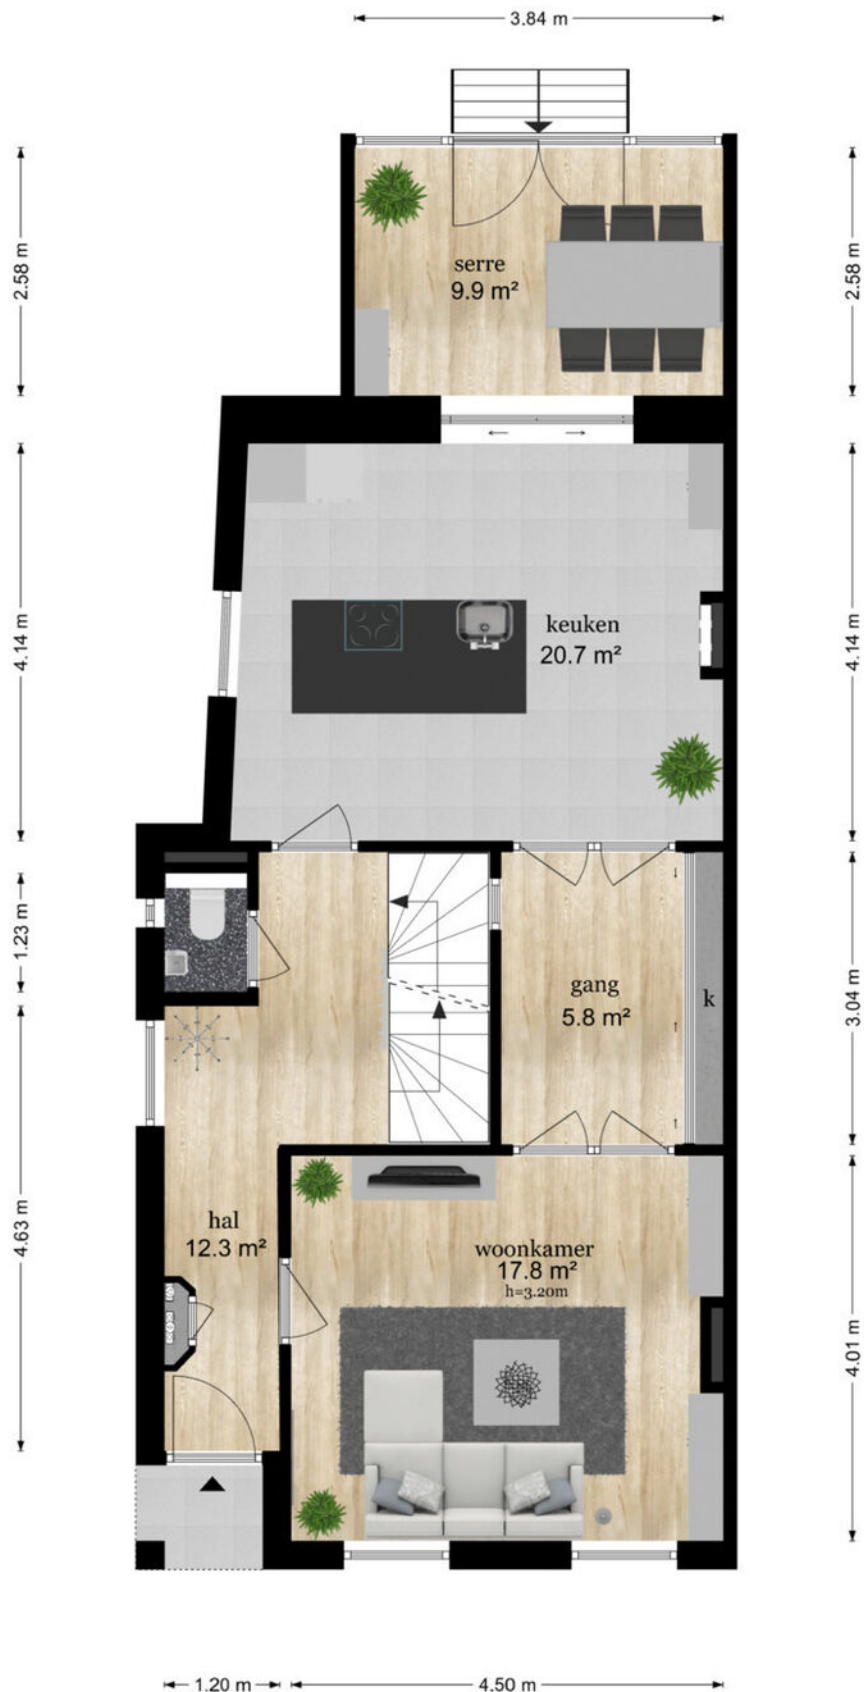 3.84 m
2.58 m
2.58 m
serre
9.9 m²
4.14 m
4.14 m
keuken
20.7 m²
1.23 m
gang
5.8 m²
k
3.04 m
4.63 m
hal
12.3 m²
woonkamer
17.8 m²
h=3.20m
4.01 m
1.20 m
4.50 m